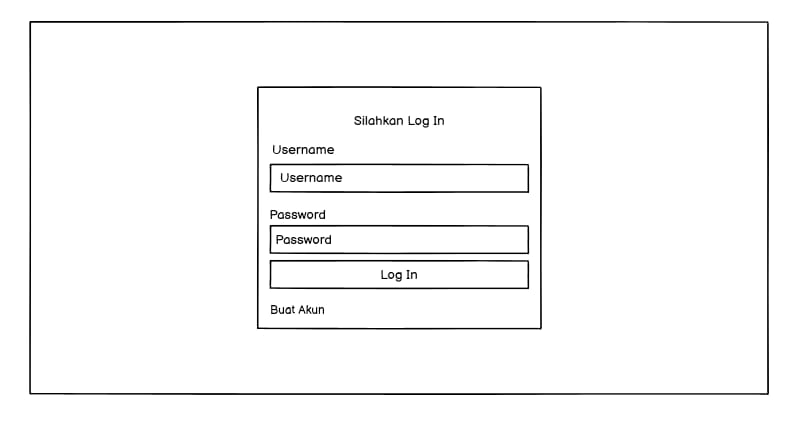 Silahkan Log In
Username
Username
Password
Password
Log In
Buat Akun